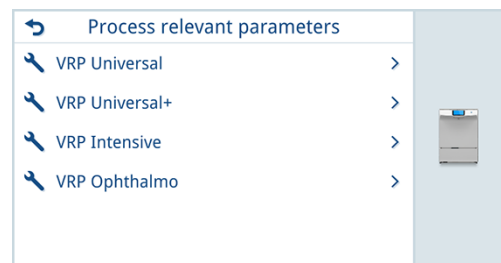 Process relevant parameters
VRP Universal
VRP Universal+
VRP Intensive
VRP Ophthalmo